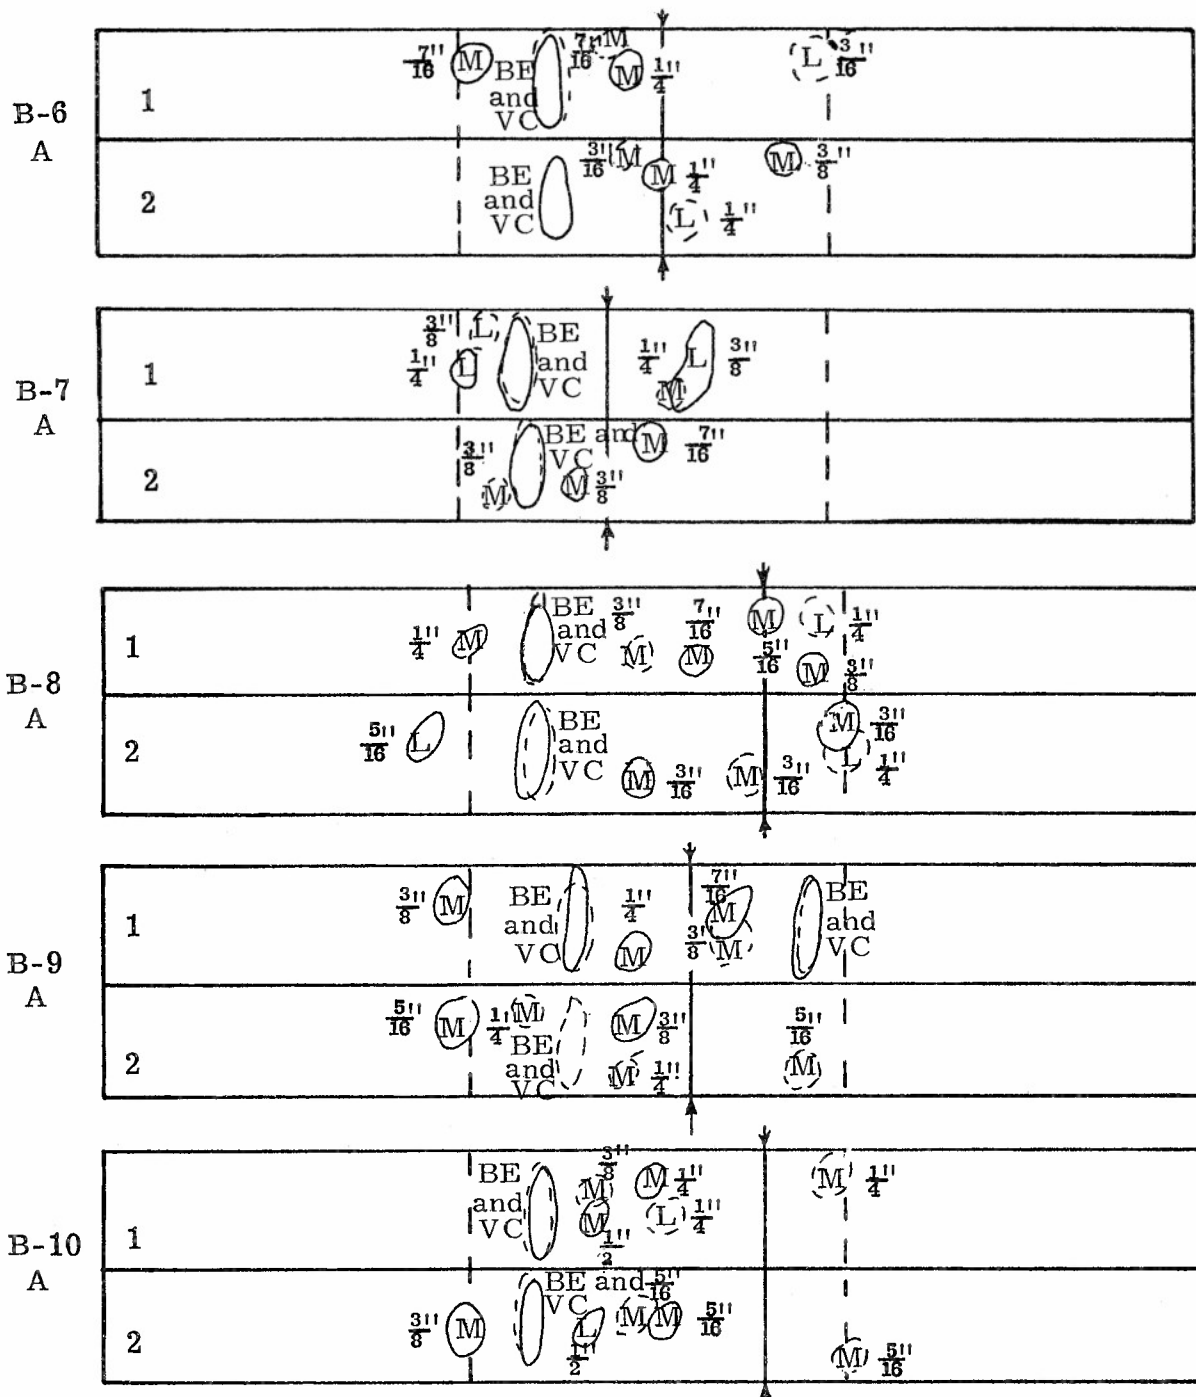 B-6
A
1
7/16" M BE and VC 7/16" M M 1/4" L 3/16"
2
BE and VC 3/16" M M 1/4" L 1/4" M 3/8"
B-7
A
1
3/8" L 1/4" L BE and VC 1/4" M L 3/8"
2
3/8" M BE and VC M 3/8" M 7/16"
B-8
A
1
1/4" M BE and VC 3/8" M 7/16" M M 5/16" L 1/4" M 3/8"
2
5/16" L BE and VC M 3/16" M 3/16" M 3/16" L 1/4"
B-9
A
1
3/8" M BE and VC 1/4" M 7/16" M 3/8" M BE and VC
2
5/16" M 1/4" M BE and VC M 3/8" M 1/4" 5/16" M
B-10
A
1
BE and VC 3/8" M M 1/2" M 1/4" L 1/4" M 1/4"
2
3/8" M BE and VC L 1/2" 5/16" M M 5/16" M 5/16"